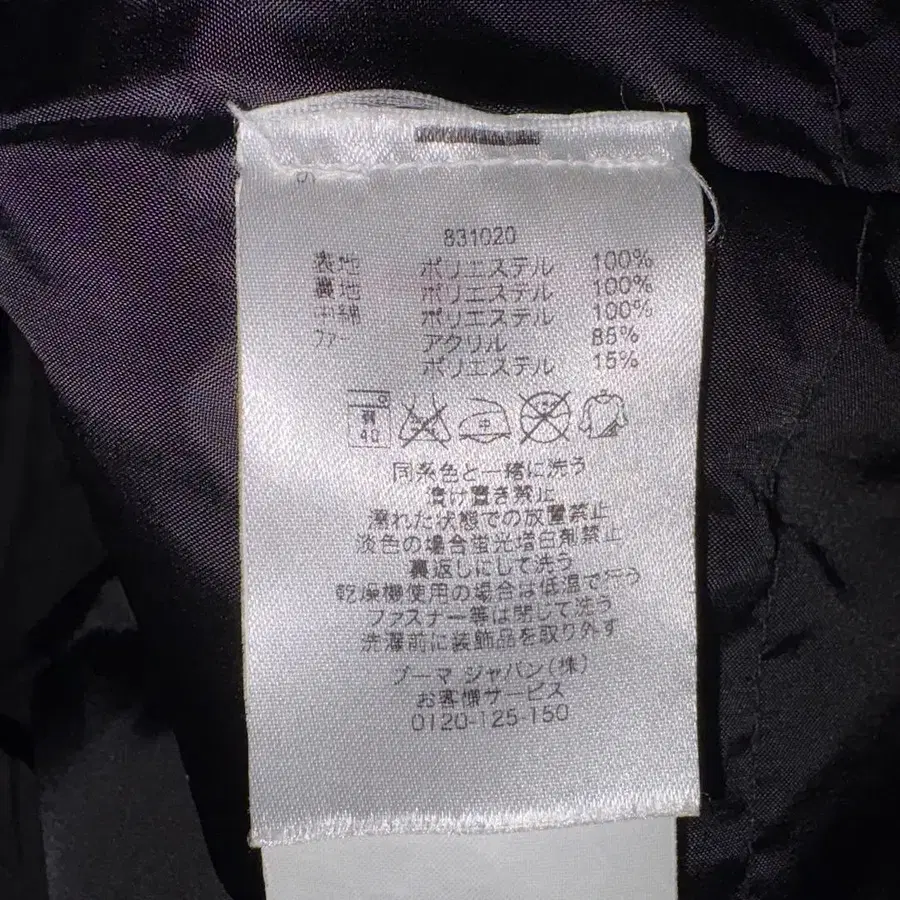 831020
表地 ポリエステル 100%
裏地 ポリエステル 100%
中綿 ポリエステル 100%
ファー アクリル 85%
ポリエステル 15%
弱 40 中
同系色と一緒に洗う
漬け置き禁止
濡れた状態での放置禁止
淡色の場合蛍光増白剤禁止
裏返しにして洗う
乾燥機使用の場合は低温で行う
ファスナー等は閉じて洗う
洗濯前に装飾品を取り外す
プーマ ジャパン(株)
お客様サービス
0120-125-150